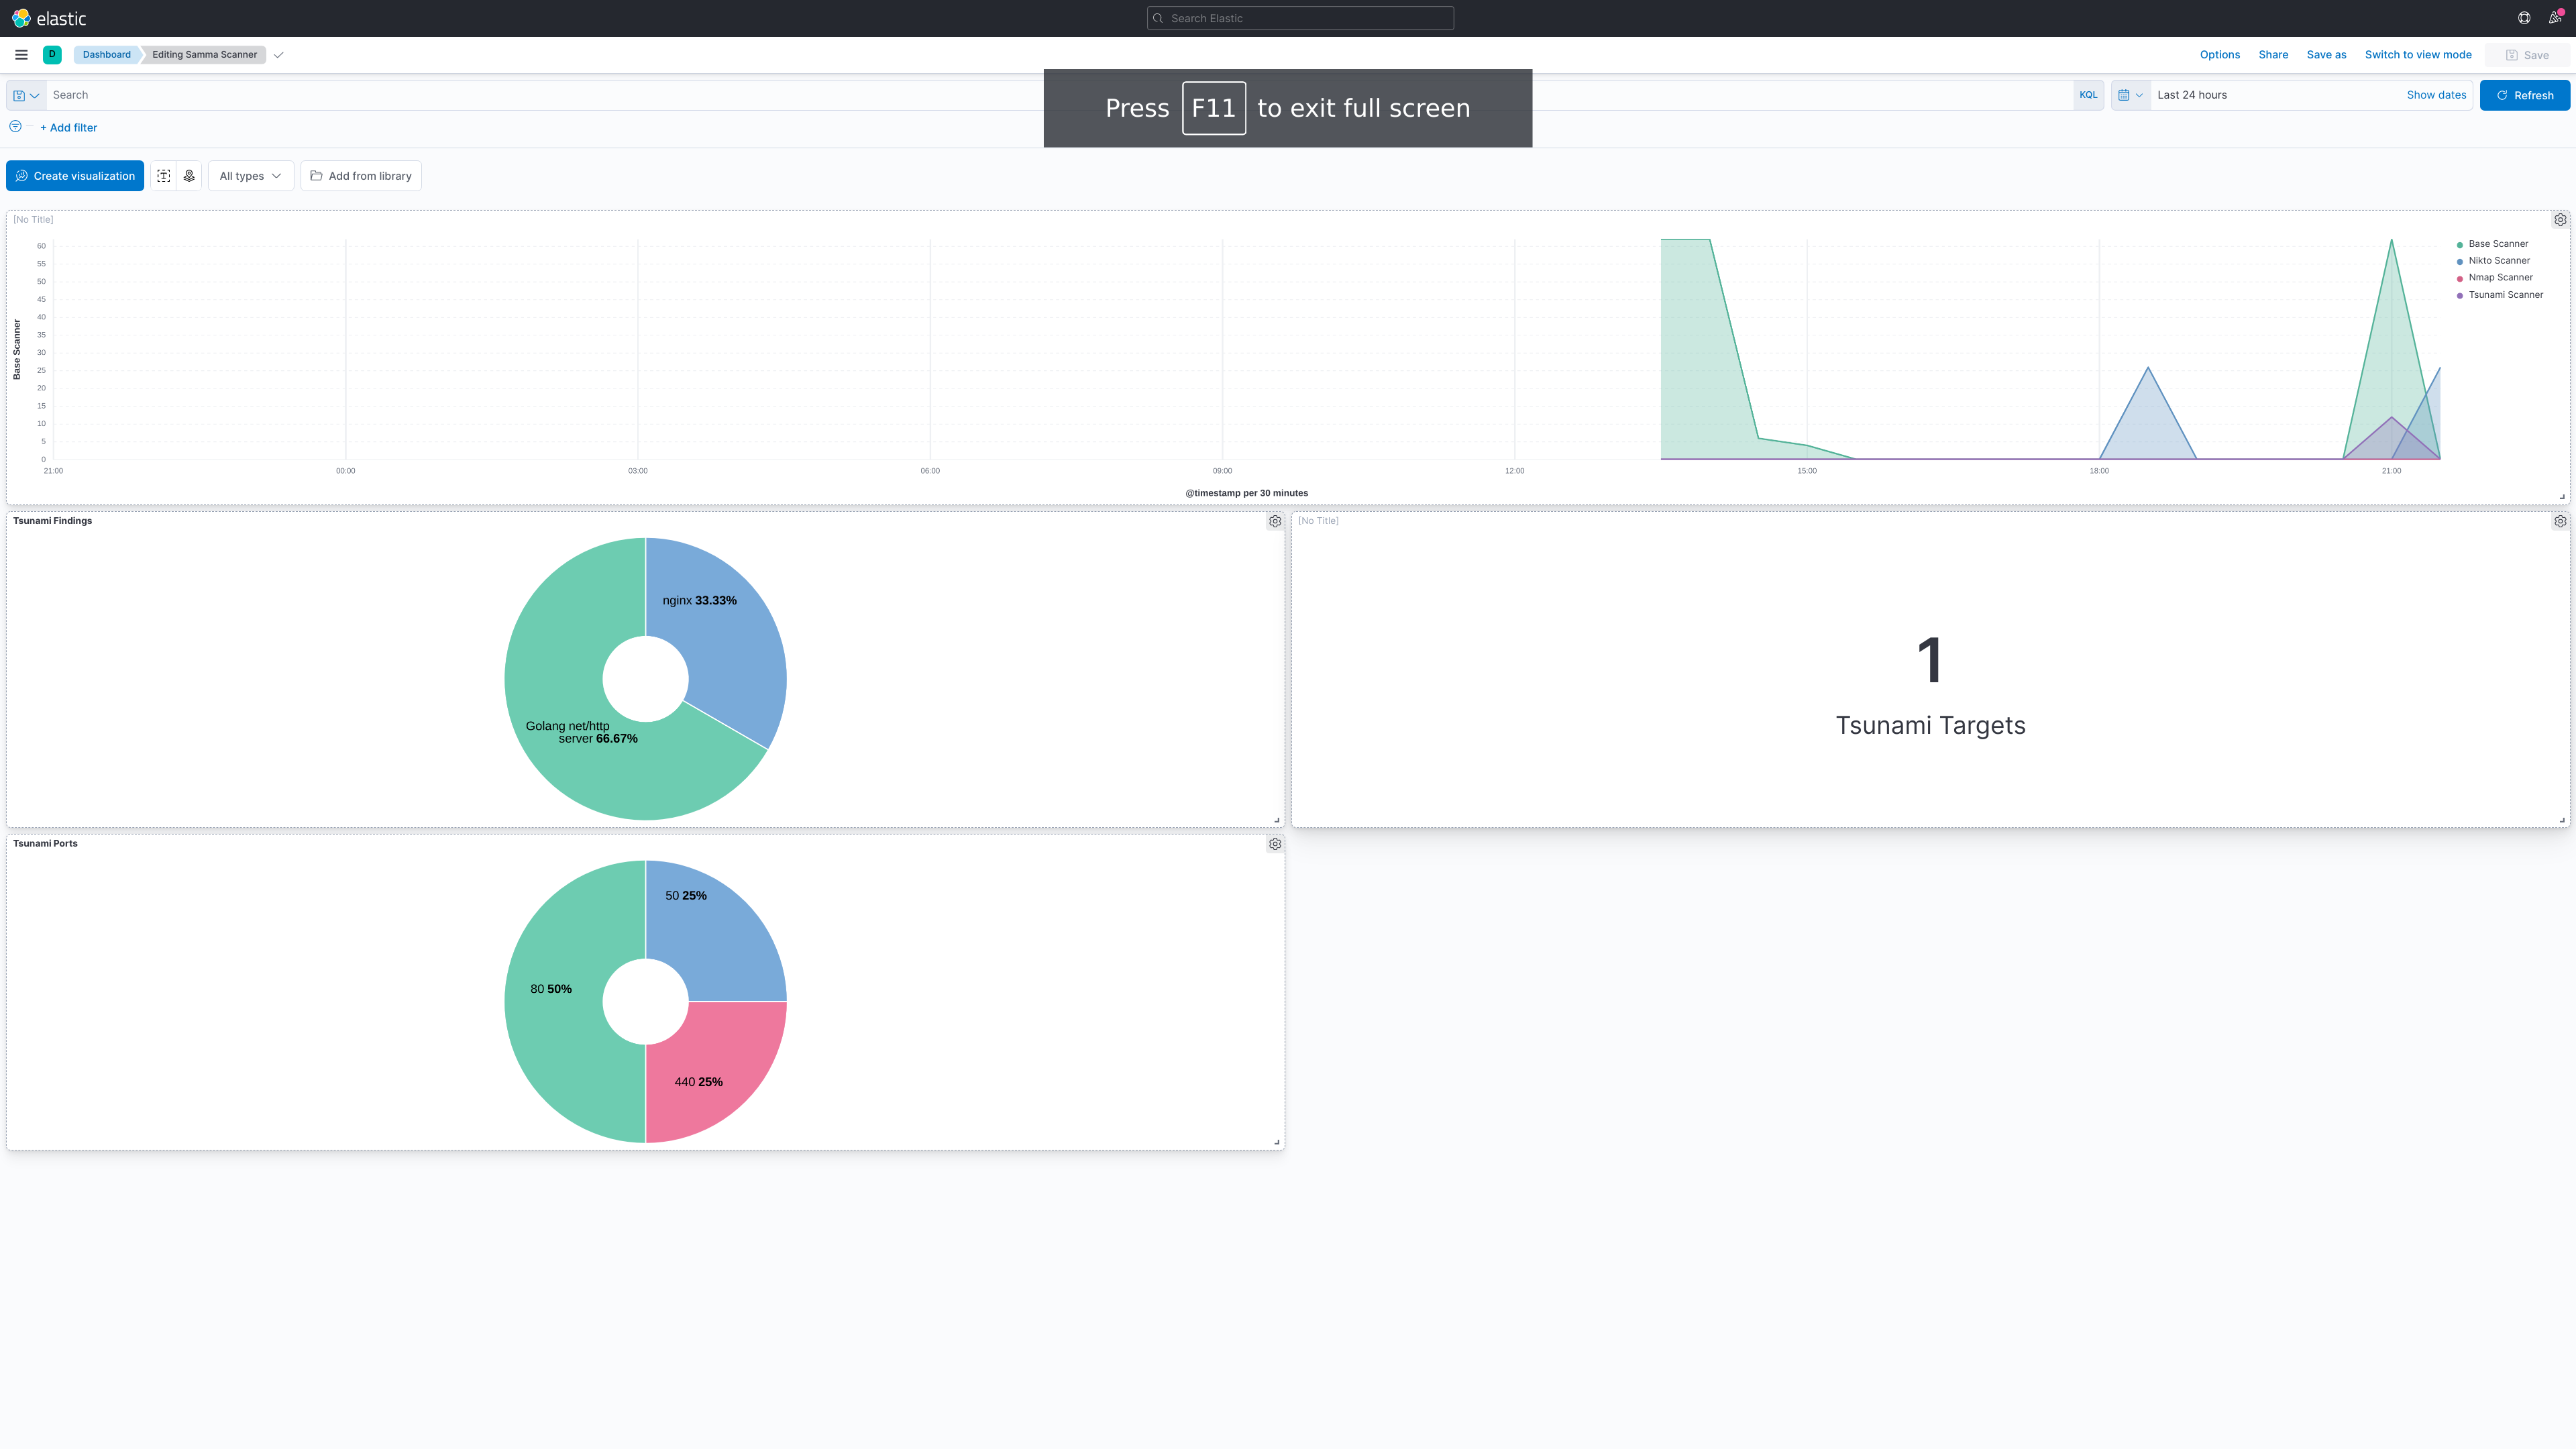 elastic
Search Elastic
D
Dashboard
Editing Samma Scanner
Options
Share
Save as
Switch to view mode
Save
Search
KQL
Last 24 hours
Show dates
Refresh
Press F11 to exit full screen
+ Add filter
Create visualization
All types
Add from library
[No Title]
60
55
50
45
40
35
30
25
20
15
10
5
0
Base Scanner
21:00
00:00
03:00
06:00
09:00
12:00
15:00
18:00
21:00
@timestamp per 30 minutes
Base Scanner
Nikto Scanner
Nmap Scanner
Tsunami Scanner
Tsunami Findings
nginx 33.33%
Golang net/http
server 66.67%
[No Title]
1
Tsunami Targets
Tsunami Ports
50 25%
80 50%
440 25%